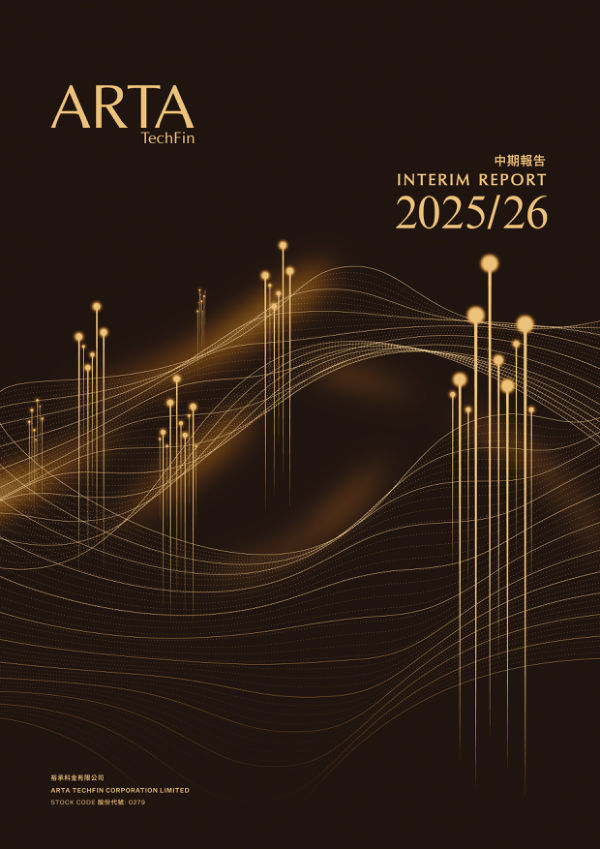 ARTA
TechFin
中期報告
INTERIM REPORT
2025/26
裕承科金有限公司
ARTA TECHFIN CORPORATION LIMITED
STOCK CODE 股份代號: 0279